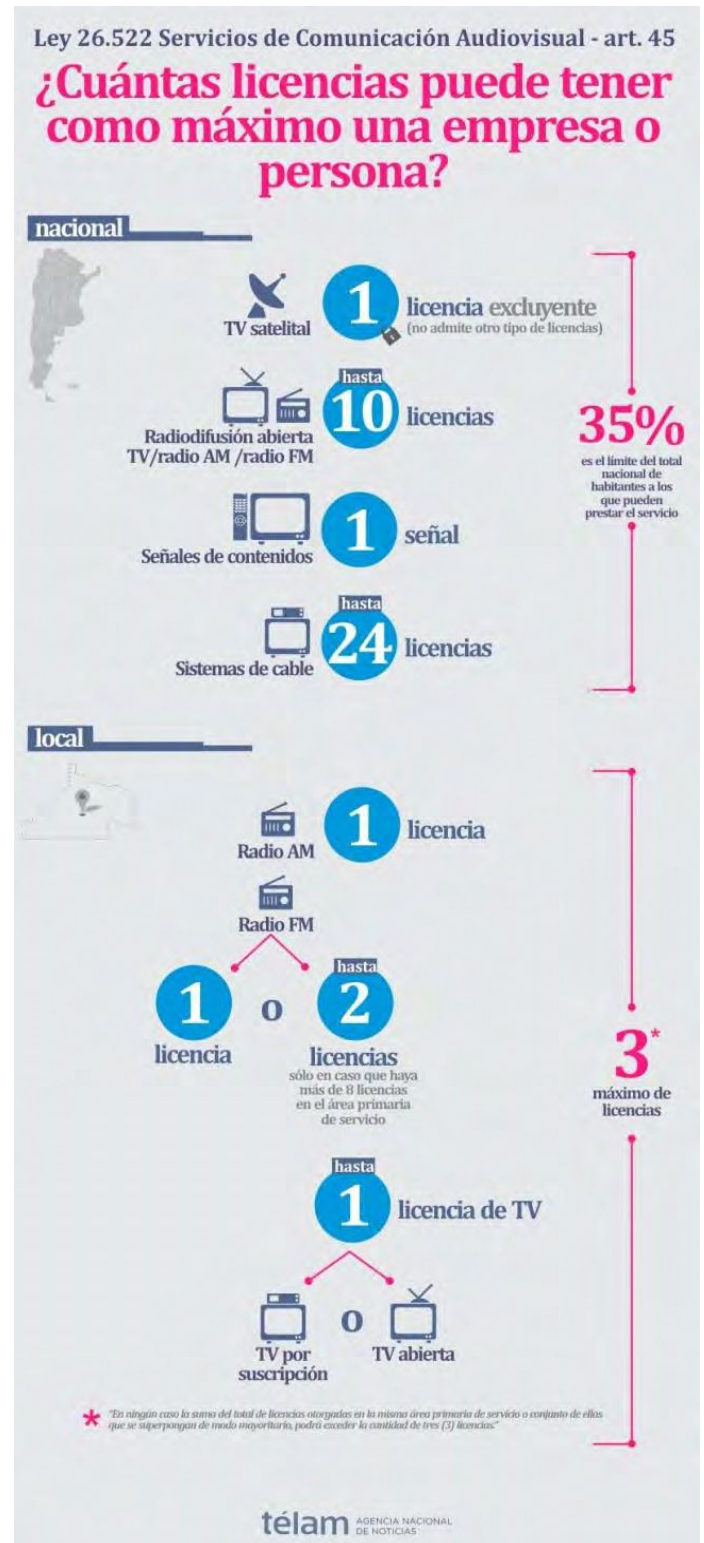 Ley 26.522 Servicios de Comunicación Audiovisual - art. 45
¿Cuántas licencias puede tener
como máximo una empresa o
persona?
nacional
TV satelital
1
licencia excluyente
(no admite otro tipo de licencias)
Radiodifusión abierta
TV/radio AM /radio FM
hasta
10
licencias
Señales de contenidos
1
señal
Sistemas de cable
hasta
24
licencias
35%
es el límite del total
nacional de
habitantes a los
que pueden
prestar el servicio
local
Radio AM
1
licencia
Radio FM
1
licencia
o
hasta
2
licencias
sólo en caso que haya
más de 8 licencias
en el área primaria
de servicio
hasta
1
licencia de TV
TV por
suscripción
o
TV abierta
3*
máximo de
licencias
* "En ningún caso la suma del total de licencias otorgadas en la misma área primaria de servicio o conjunto de ellas
que se superpongan de modo mayoritario, podrá exceder la cantidad de tres (3) licencias."
télam AGENCIA NACIONAL
DE NOTICIAS